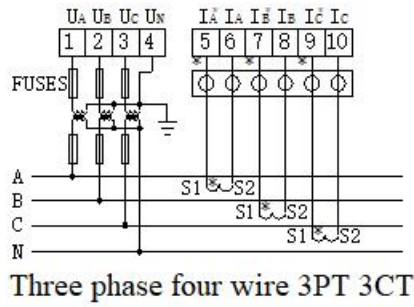 UA UB UC UN IA* IA IB* IB IC* IC
1 2 3 4 5 6 7 8 9 10
* * *
FUSES
A
S1 * S2
B
S1 * S2
C
S1 * S2
N
Three phase four wire 3PT 3CT